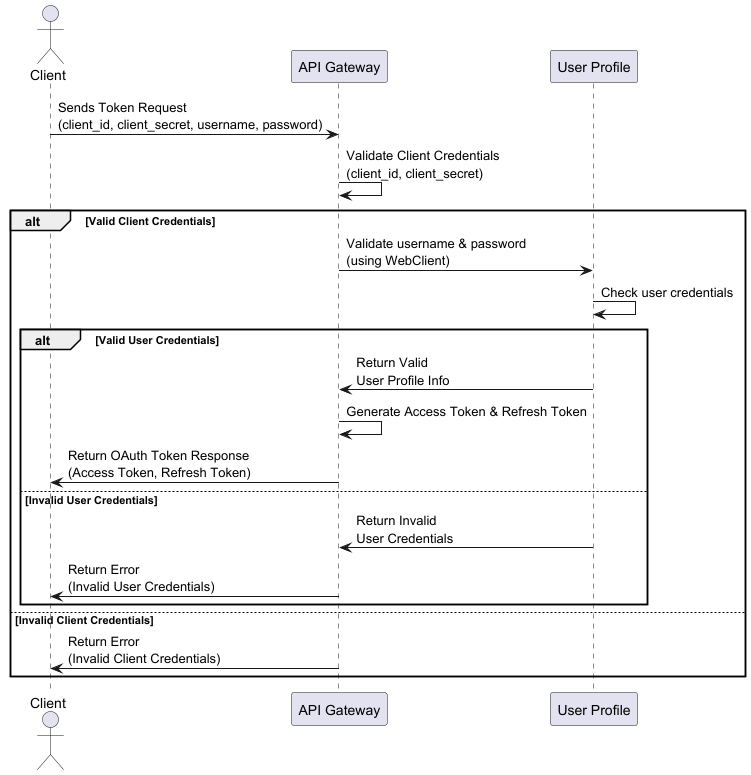 Client
API Gateway
User Profile
Sends Token Request
(client_id, client_secret, username, password)
Validate Client Credentials
(client_id, client_secret)
alt
[Valid Client Credentials]
Validate username & password
(using WebClient)
Check user credentials
alt
[Valid User Credentials]
Return Valid
User Profile Info
Generate Access Token & Refresh Token
Return OAuth Token Response
(Access Token, Refresh Token)
[Invalid User Credentials]
Return Invalid
User Credentials
Return Error
(Invalid User Credentials)
[Invalid Client Credentials]
Return Error
(Invalid Client Credentials)
Client
API Gateway
User Profile